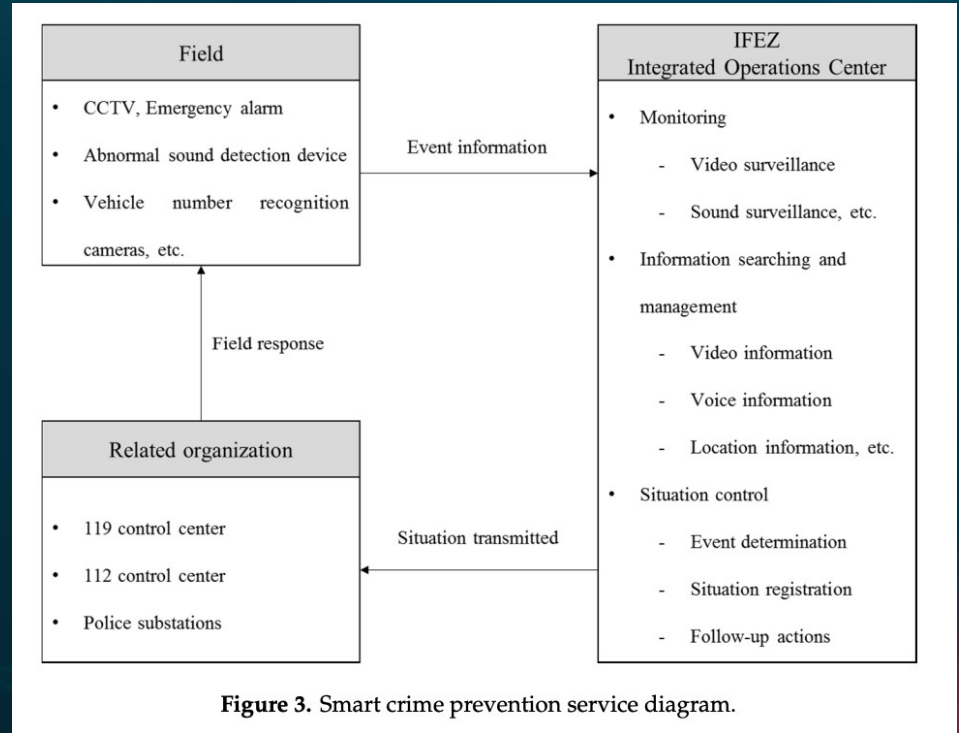 Field
• CCTV, Emergency alarm
• Abnormal sound detection device
• Vehicle number recognition
cameras, etc.
Event information
IFEZ
Integrated Operations Center
• Monitoring
- Video surveillance
- Sound surveillance, etc.
• Information searching and
management
- Video information
- Voice information
- Location information, etc.
• Situation control
- Event determination
- Situation registration
- Follow-up actions
Field response
Related organization
• 119 control center
• 112 control center
• Police substations
Situation transmitted
Figure 3. Smart crime prevention service diagram.